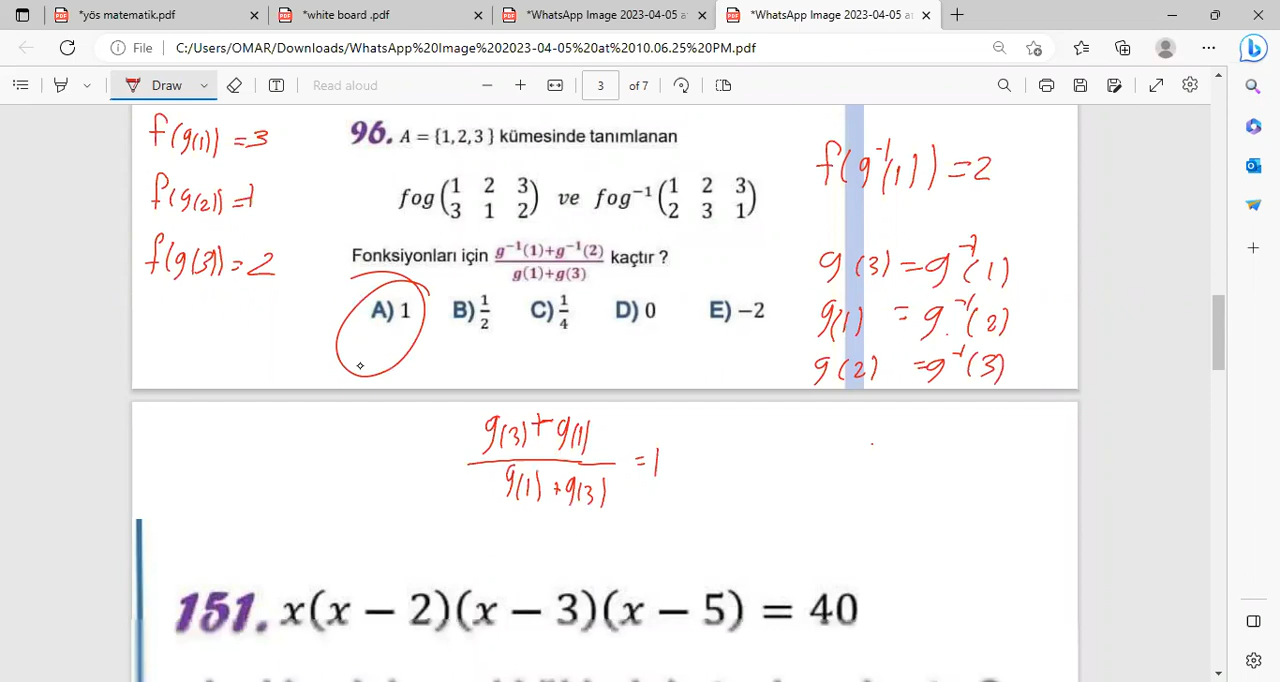 *yös matematik.pdf
*white board .pdf
*WhatsApp Image 2023-04-05 a
*WhatsApp Image 2023-04-05 at
File C:/Users/OMAR/Downloads/WhatsApp%20Image%202023-04-05%20at%2010.06.25%20PM.pdf
Draw
Read aloud
3 of 7
f(g(1)) = 3
f(g(2)) = 1
f(g(3)) = 2
96. A = {1, 2, 3 } kümesinde tanımlanan
fog (1 2 3 / 3 1 2) ve fog⁻¹ (1 2 3 / 2 3 1)
Fonksiyonları için (g⁻¹(1)+g⁻¹(2))/(g(1)+g(3)) kaçtır ?
A) 1 B) 1/2 C) 1/4 D) 0 E) −2
f(g⁻¹(1)) = 2
g(3) = g⁻¹(1)
g(1) = g⁻¹(2)
g(2) = g⁻¹(3)
(g(3) + g(1))/(g(1) + g(3)) = 1
151. x(x − 2)(x − 3)(x − 5) = 40